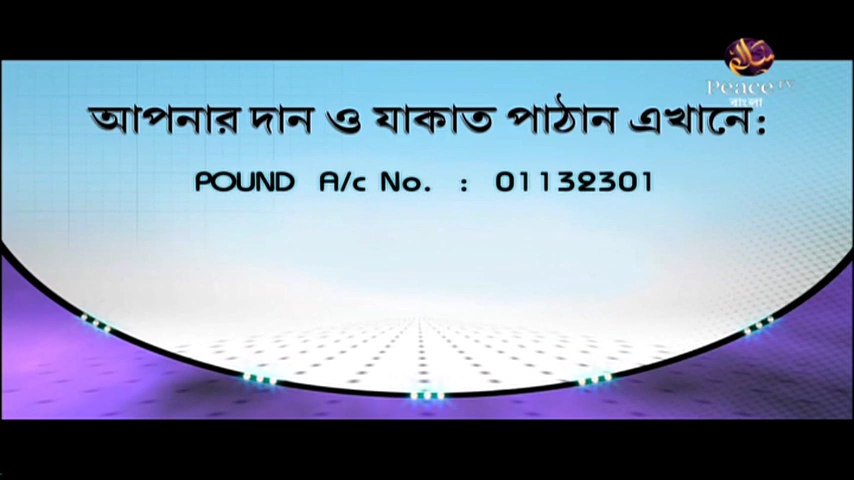 Peace TV
বাংলা
আপনার দান ও যাকাত পাঠান এখানে:
POUND A/c No. : 01132301